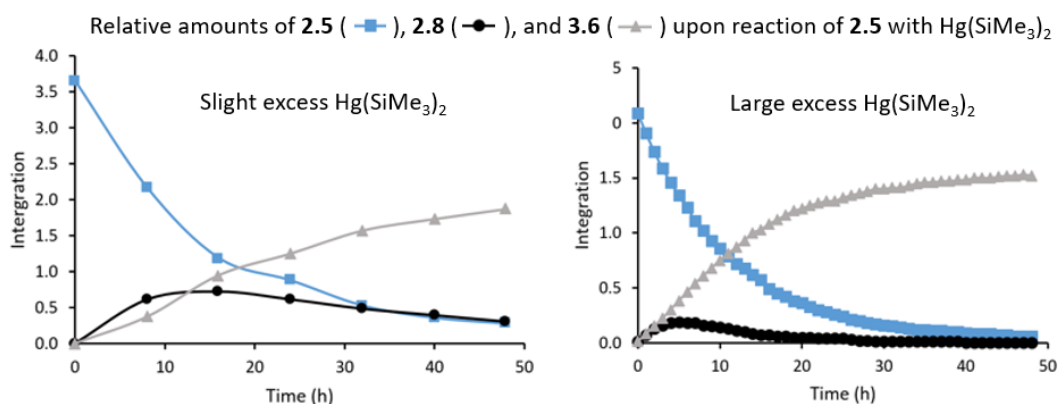 Relative amounts of 2.5 ( ), 2.8 ( ), and 3.6 ( ) upon reaction of 2.5 with Hg(SiMe₃)₂
Slight excess Hg(SiMe₃)₂
Intergration
4.0
3.5
3.0
2.5
2.0
1.5
1.0
0.5
0.0
0 10 20 30 40 50
Time (h)
Large excess Hg(SiMe₃)₂
Integration
5
0
1.5
1.0
0.5
0.0
0 10 20 30 40 50
Time (h)